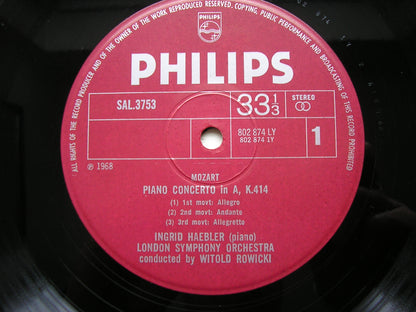 ALL RIGHTS OF THE RECORD PRODUCER AND OF THE OWNER OF THE WORK REPRODUCED RESERVED. COPYING, PUBLIC PERFORMANCE AND BROADCASTING OF THIS RECORD PROHIBITED
PHILIPS
PHILIPS
SAL.3753
33 1/3
STEREO
802 874 LY
802 874 1Y
1
℗ 1968
MOZART
PIANO CONCERTO in A, K.414
(1) 1st movt: Allegro
(2) 2nd movt: Andante
(3) 3rd movt: Allegretto
INGRID HAEBLER (piano)
LONDON SYMPHONY ORCHESTRA
conducted by WITOLD ROWICKI